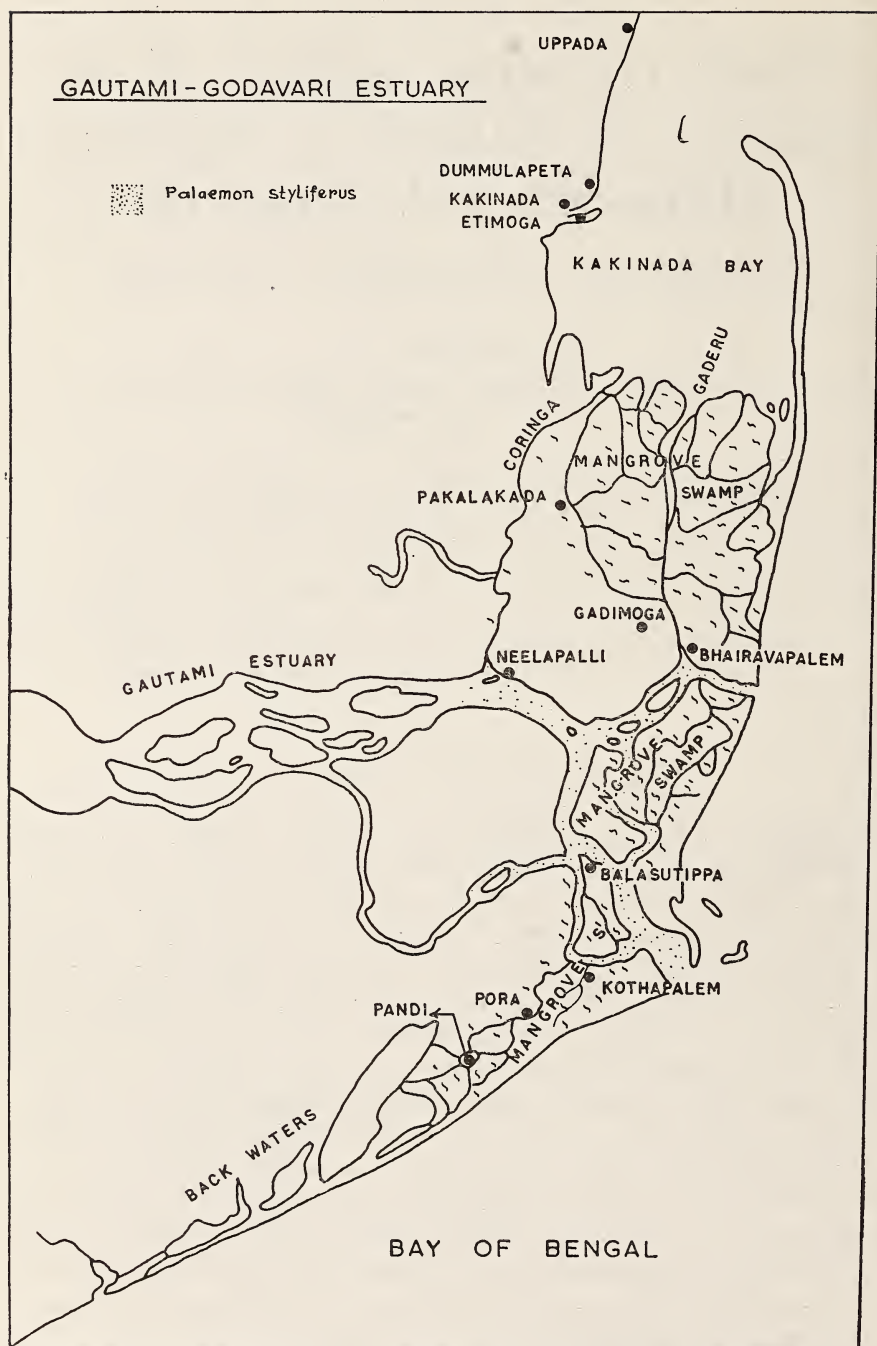 UPPADA
GAUTAMI-GODAVARI ESTUARY
Palaemon styliferus
DUMMULAPETA
KAKINADA
ETIMOGA
KAKINADA BAY
GADERU
CORINGA
MANGROVE
SWAMP
PAKALAKADA
GADIMOGA
BHAIRAVAPALEM
NEELAPALLI
GAUTAMI ESTUARY
MANGROVE
SWAMP
BALASUTIPPA
MANGROVES
KOTHAPALEM
PORA
PANDI
BACK WATERS
BAY OF BENGAL